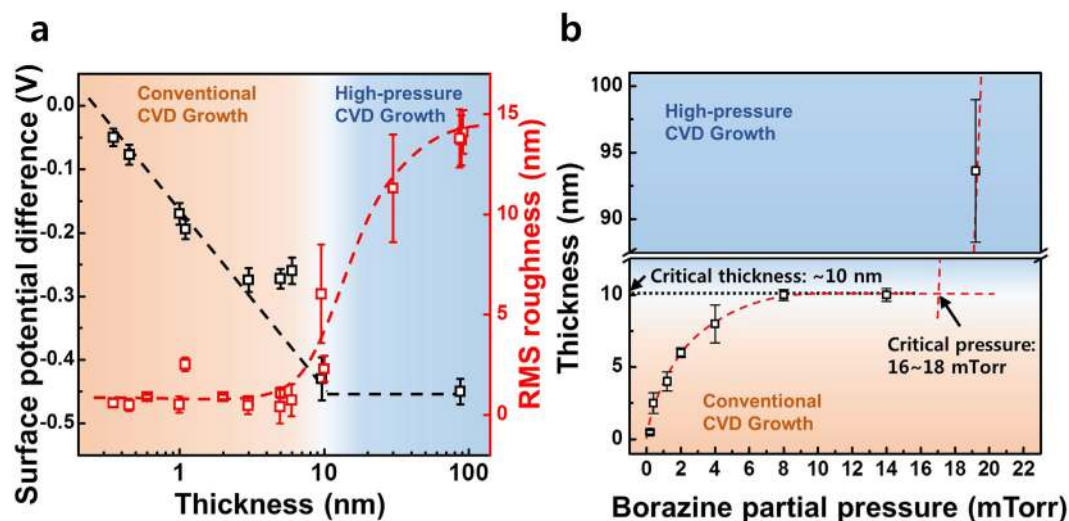 a
Surface potential difference (V)
0.0
-0.1
-0.2
-0.3
-0.4
-0.5
Conventional
CVD Growth
High-pressure
CVD Growth
15
10
5
0
RMS roughness (nm)
1
10
100
Thickness (nm)
b
Thickness (nm)
100
95
90
10
5
0
High-pressure
CVD Growth
Critical thickness: ~10 nm
Critical pressure:
16~18 mTorr
Conventional
CVD Growth
0 2 4 6 8 10 12 14 16 18 20 22
Borazine partial pressure (mTorr)